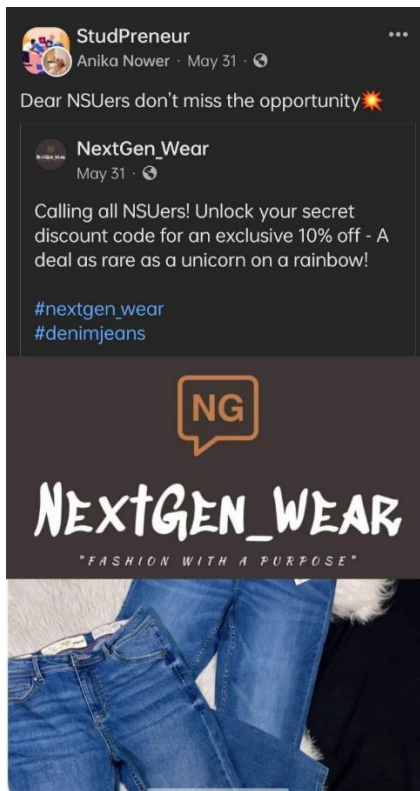 StudPreneur
Anika Nower · May 31 ·
Dear NSUers don't miss the opportunity💥
NextGen_Wear
May 31 ·
Calling all NSUers! Unlock your secret
discount code for an exclusive 10% off - A
deal as rare as a unicorn on a rainbow!
#nextgen_wear
#denimjeans
NG
NEXTGEN_WEAR
"FASHION WITH A PURPOSE"